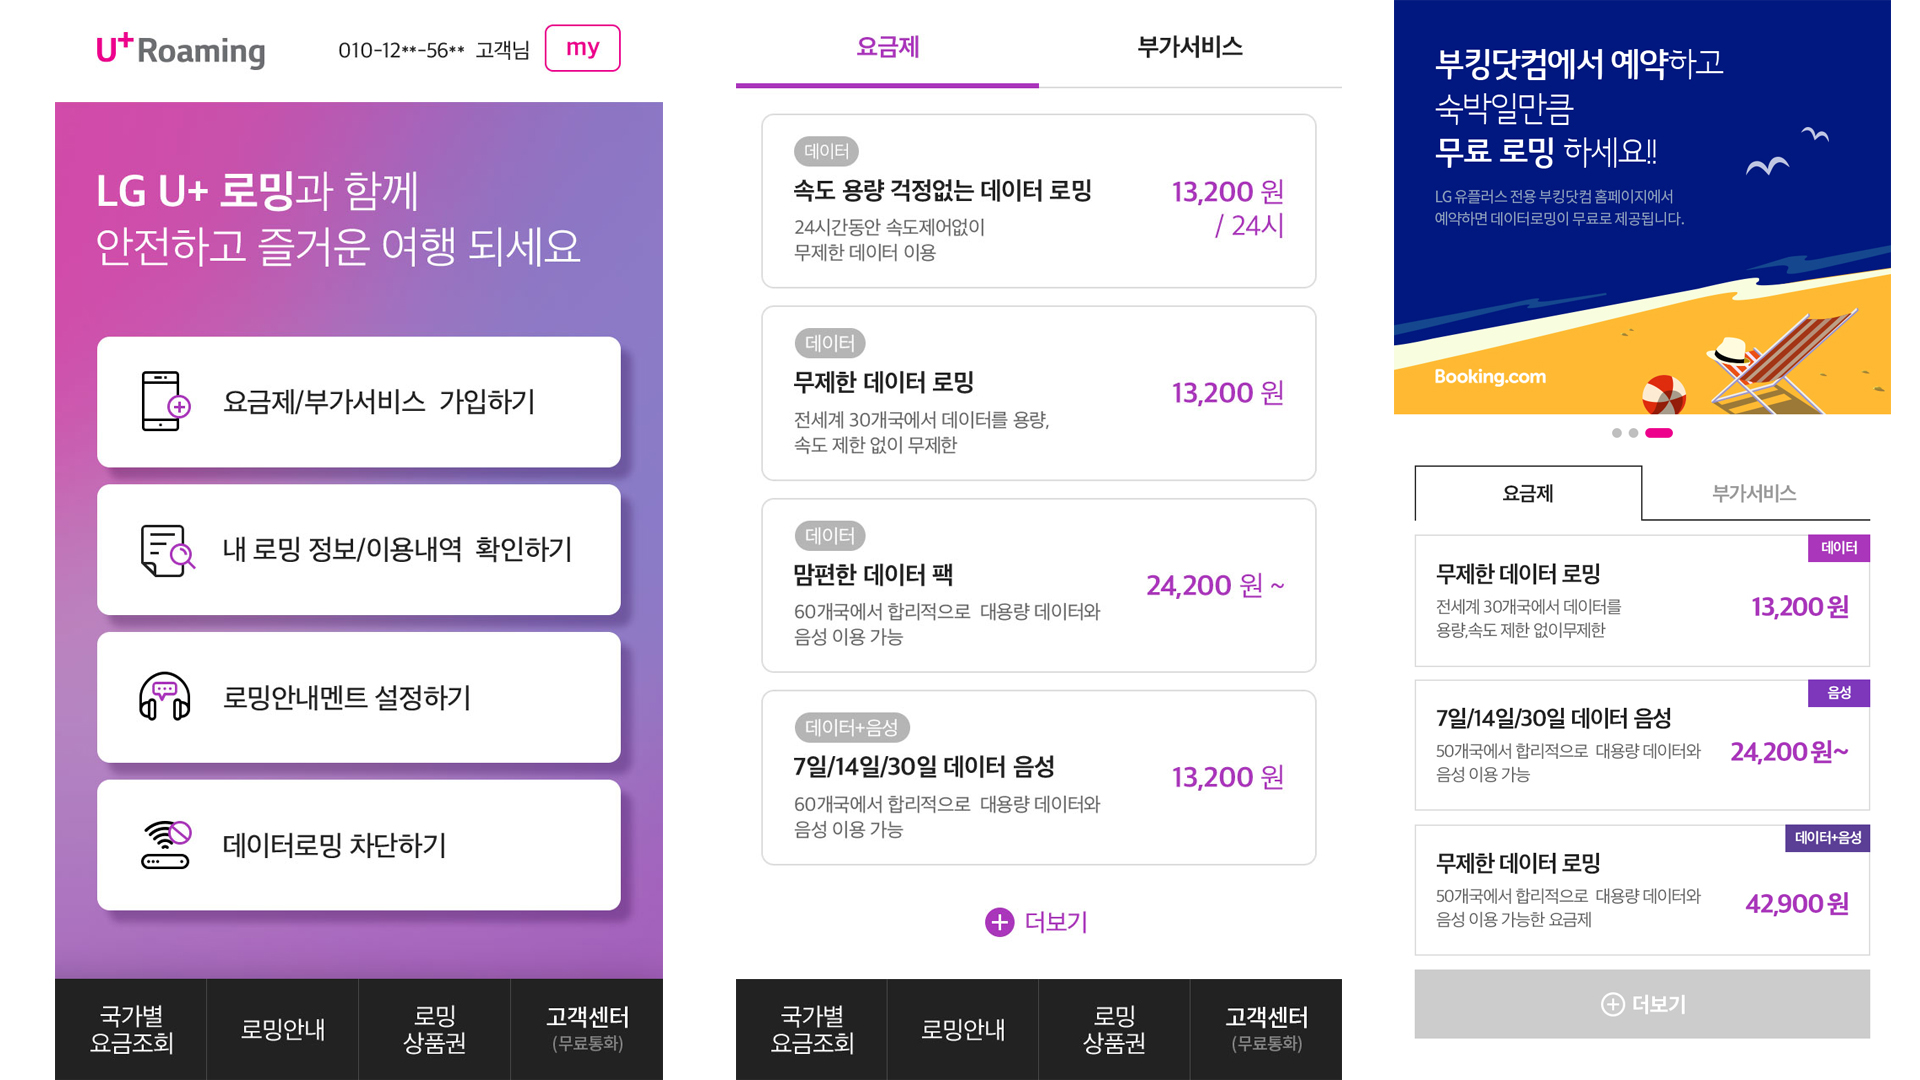 U+ Roaming
010-12**-56** 고객님
my
LG U+ 로밍과 함께
안전하고 즐거운 여행 되세요
요금제/부가서비스 가입하기
내 로밍 정보/이용내역 확인하기
로밍안내멘트 설정하기
데이터로밍 차단하기
국가별
요금조회
로밍안내
로밍
상품권
고객센터
(무료통화)
요금제
부가서비스
데이터
속도 용량 걱정없는 데이터 로밍
24시간동안 속도제어없이
무제한 데이터 이용
13,200 원
/ 24시
데이터
무제한 데이터 로밍
전세계 30개국에서 데이터를 용량,
속도 제한 없이 무제한
13,200 원
데이터
맘편한 데이터 팩
60개국에서 합리적으로 대용량 데이터와
음성 이용 가능
24,200 원 ~
데이터+음성
7일/14일/30일 데이터 음성
60개국에서 합리적으로 대용량 데이터와
음성 이용 가능
13,200 원
더보기
국가별
요금조회
로밍안내
로밍
상품권
고객센터
(무료통화)
부킹닷컴에서 예약하고
숙박일만큼
무료 로밍 하세요!!
LG 유플러스 전용 부킹닷컴 홈페이지에서
예약하면 데이터로밍이 무료로 제공됩니다.
Booking.com
요금제
부가서비스
데이터
무제한 데이터 로밍
전세계 30개국에서 데이터를
용량,속도 제한 없이무제한
13,200 원
음성
7일/14일/30일 데이터 음성
50개국에서 합리적으로 대용량 데이터와
음성 이용 가능
24,200 원~
데이터+음성
무제한 데이터 로밍
50개국에서 합리적으로 대용량 데이터와
음성 이용 가능한 요금제
42,900 원
더보기